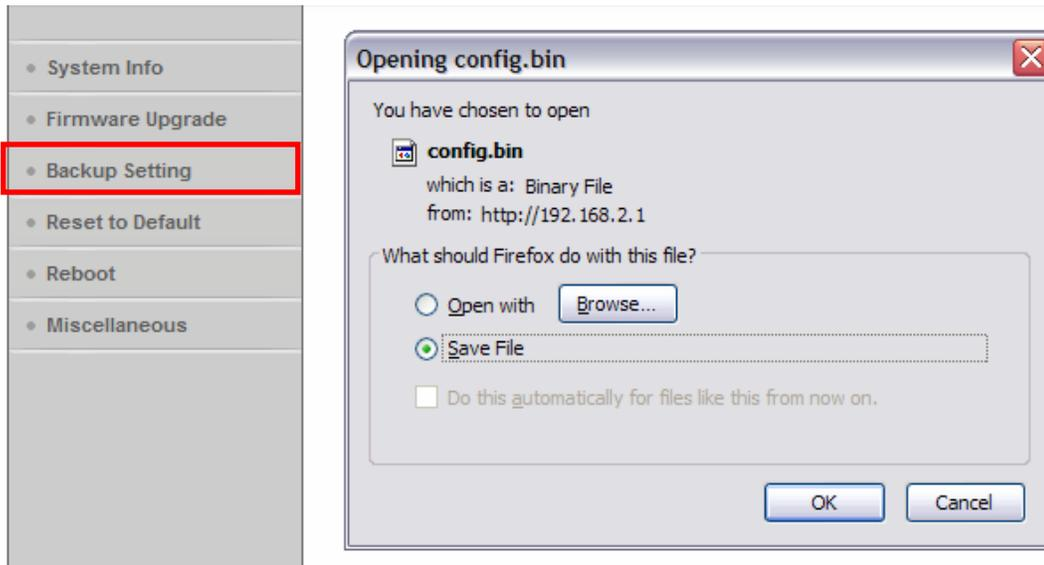 System Info
Firmware Upgrade
Backup Setting
Reset to Default
Reboot
Miscellaneous
Opening config.bin
You have chosen to open
config.bin
which is a: Binary File
from: http://192.168.2.1
What should Firefox do with this file?
Open with Browse...
Save File
Do this automatically for files like this from now on.
OK Cancel